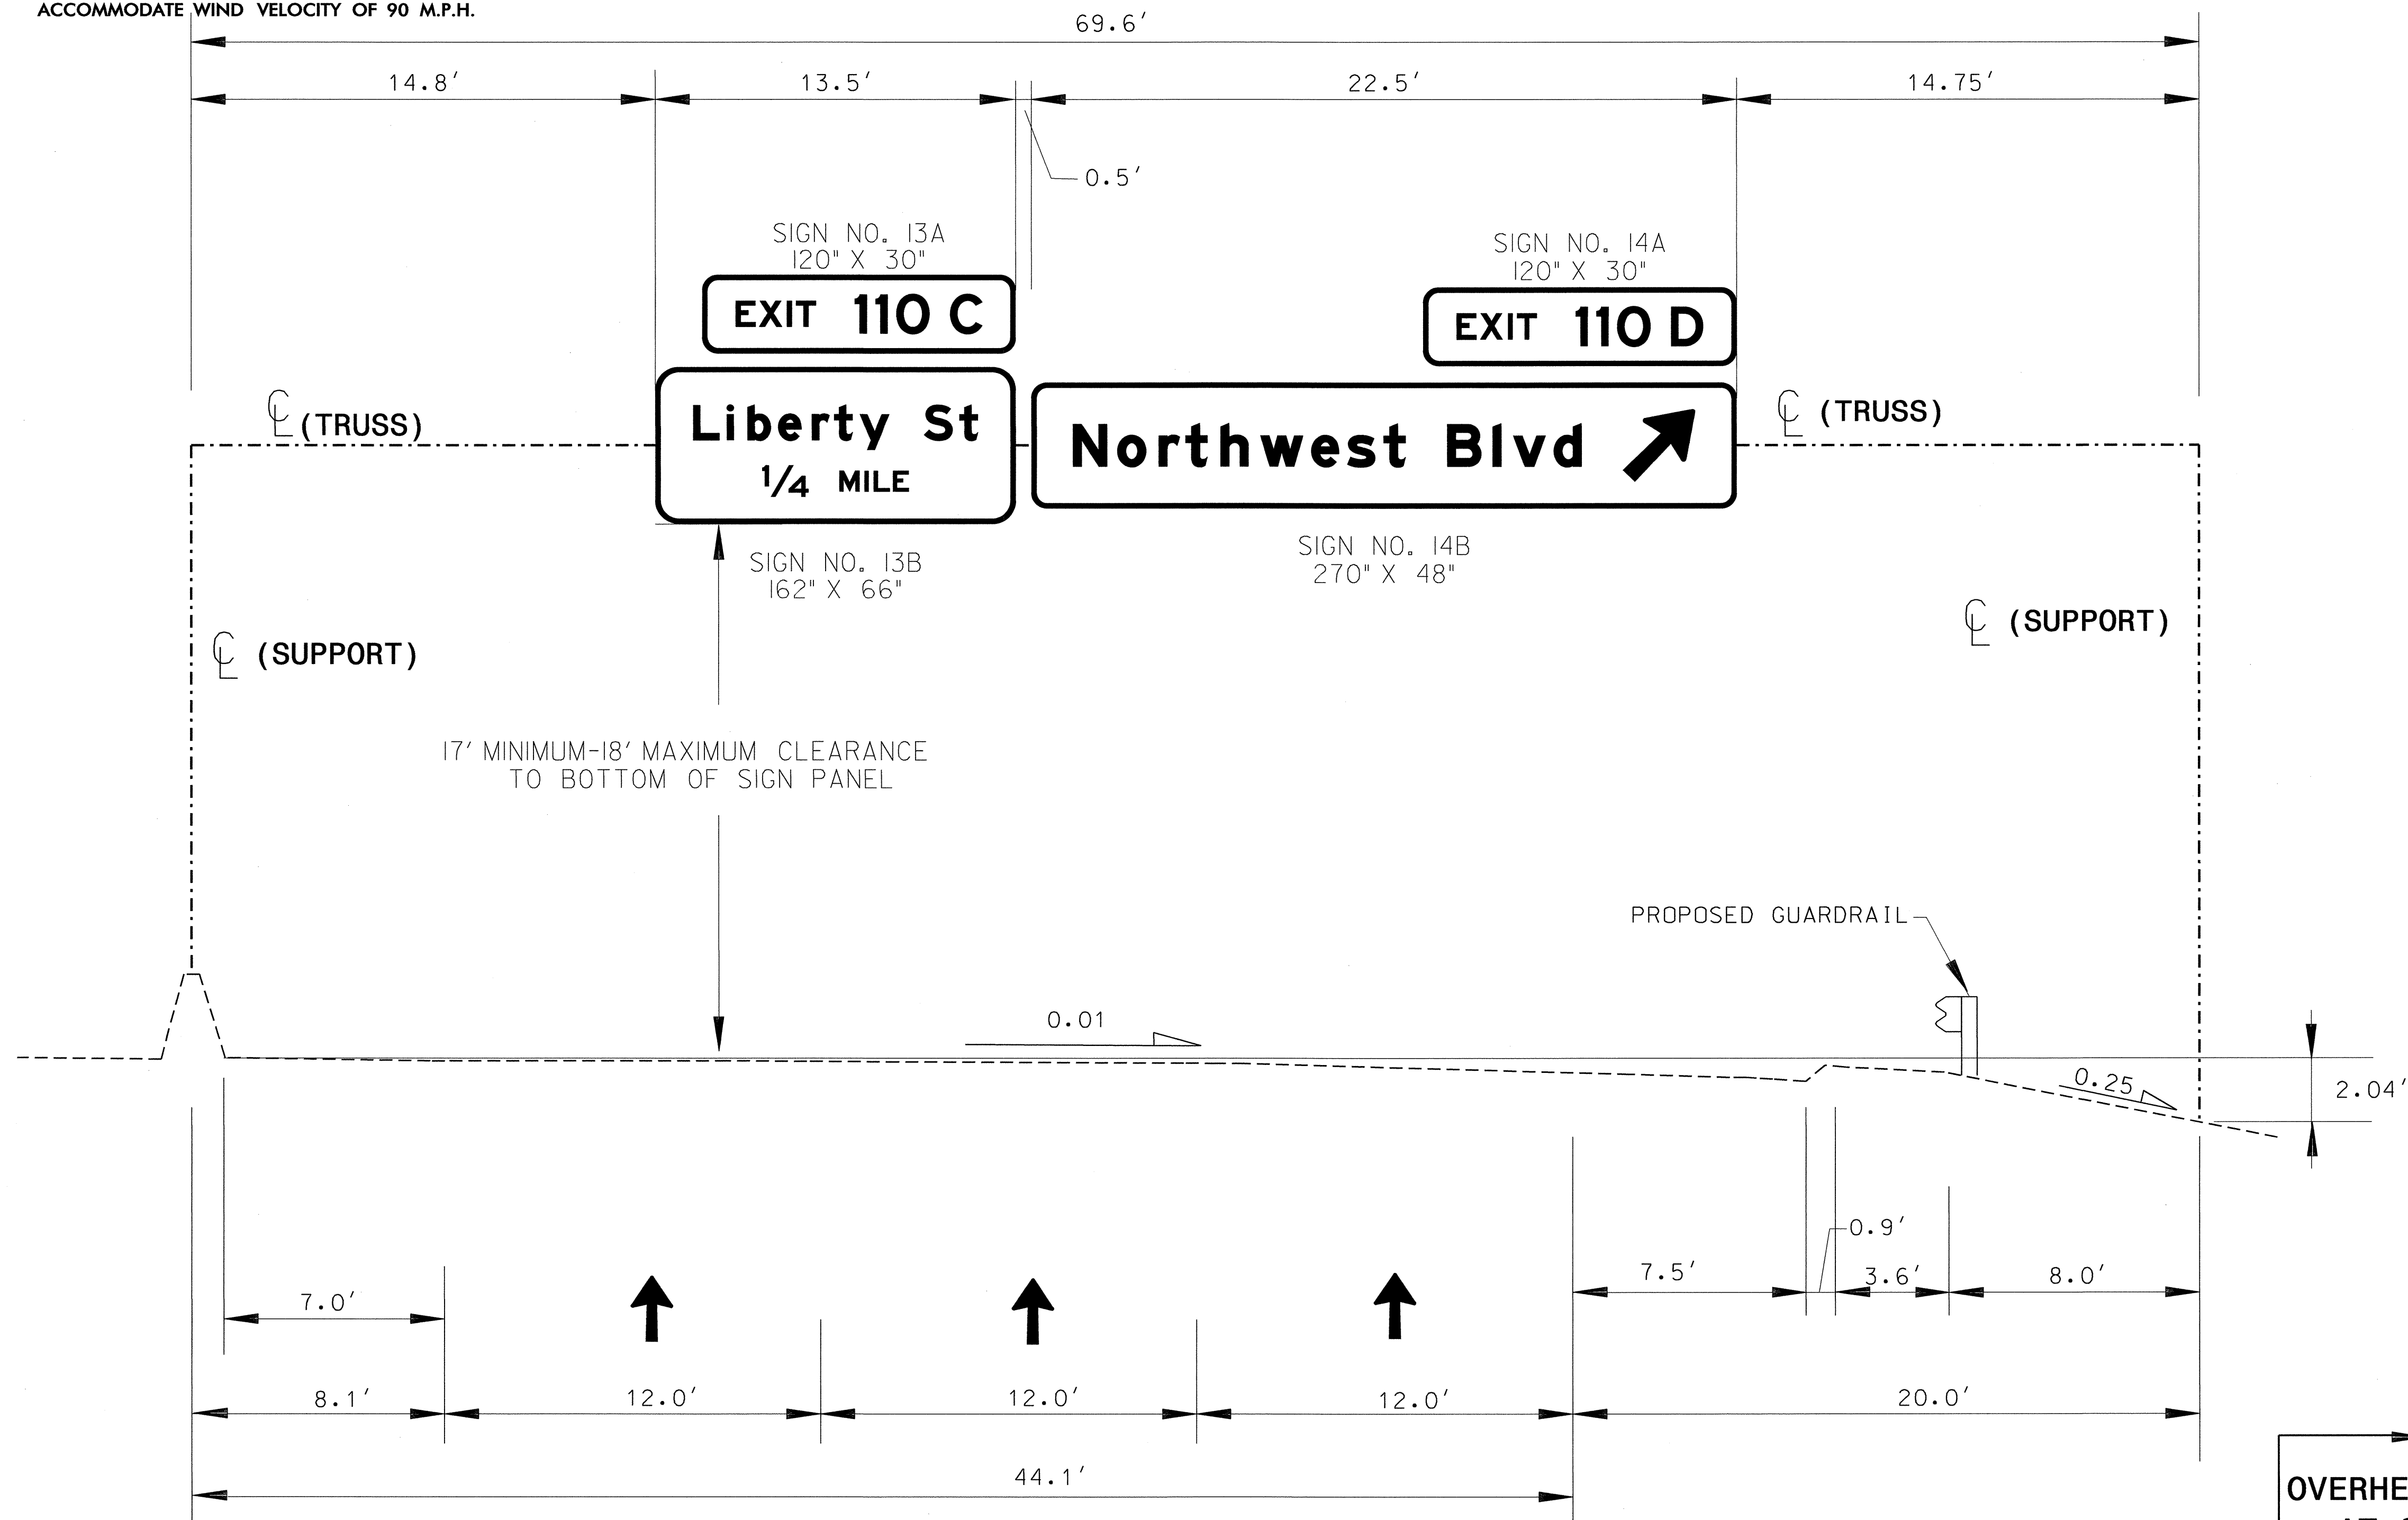 ACCOMMODATE WIND VELOCITY OF 90 M.P.H.
69.6'
14.8'
13.5'
22.5'
14.75'
0.5'
SIGN NO. 13A
120" X 30"
SIGN NO. 14A
120" X 30"
EXIT 110 C
EXIT 110 D
CL (TRUSS)
Liberty St
1/4 MILE
Northwest Blvd
CL (TRUSS)
SIGN NO. 13B
162" X 66"
SIGN NO. 14B
270" X 48"
CL (SUPPORT)
CL (SUPPORT)
17' MINIMUM-18' MAXIMUM CLEARANCE
TO BOTTOM OF SIGN PANEL
PROPOSED GUARDRAIL
0.01
0.25
2.04'
0.9'
7.0'
7.5'
3.6'
8.0'
8.1'
12.0'
12.0'
12.0'
20.0'
44.1'
OVERHE